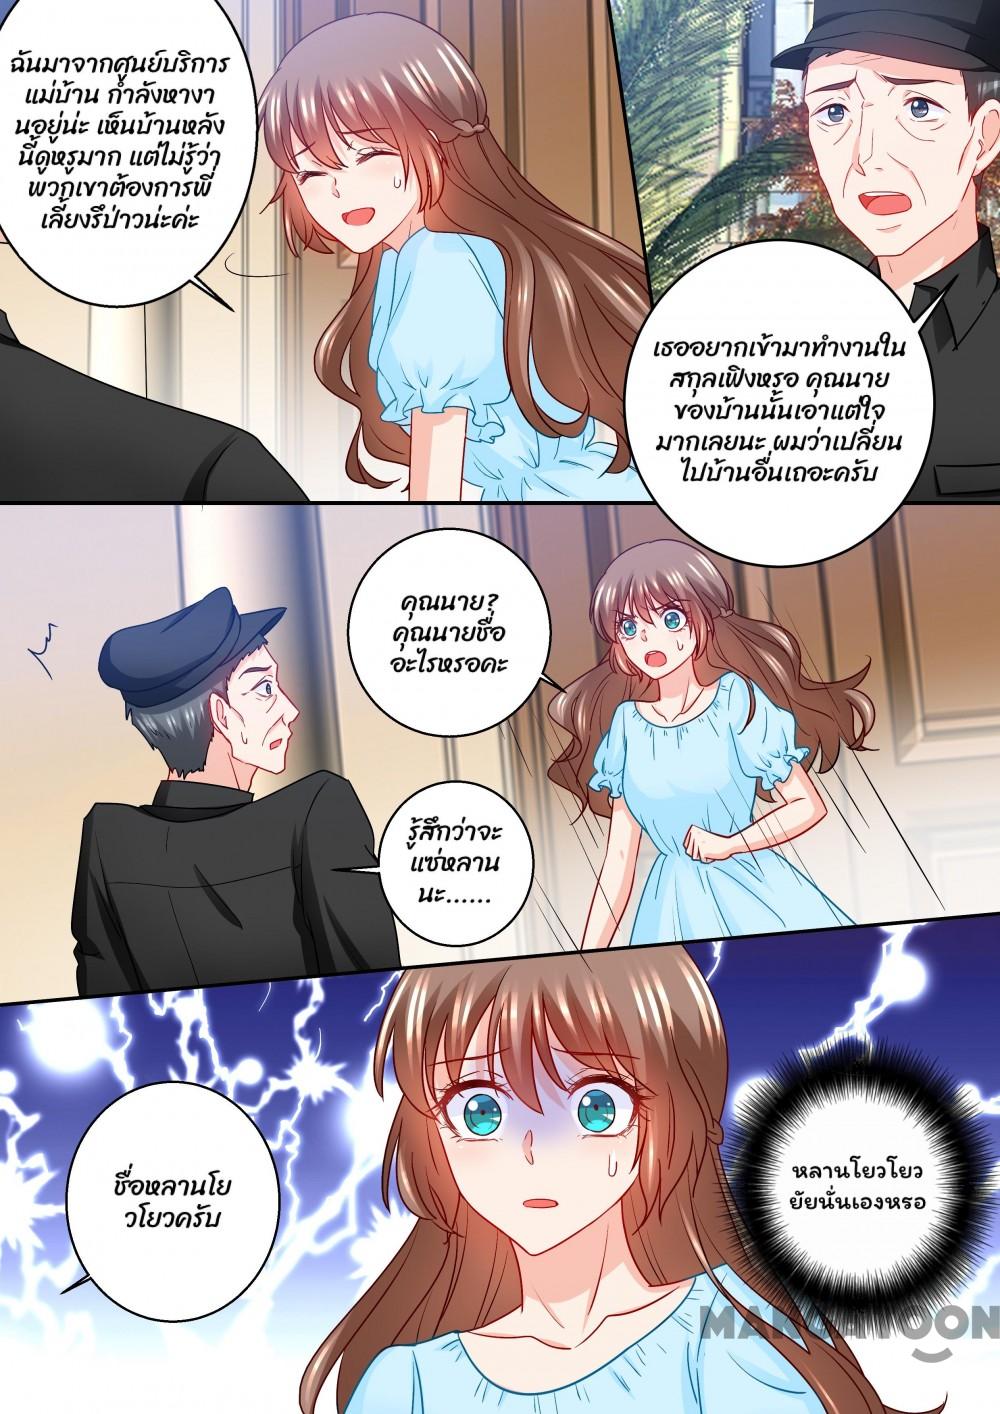 ฉันมาจากศูนย์บริการ
แม่บ้าน กำลังหางา
นอยู่น่ะ เห็นบ้านหลัง
นี้ดูหรูมาก แต่ไม่รู้ว่า
พวกเขาต้องการพี่
เลี้ยงรึป่าวน่ะค่ะ
เธออยากเข้ามาทำงานใน
สกุลเฟิงหรอ คุณนาย
ของบ้านนั้นเอาแต่ใจ
มากเลยนะ ผมว่าเปลี่ยน
ไปบ้านอื่นเถอะครับ
คุณนาย?
คุณนายชื่อ
อะไรหรอคะ
รู้สึกว่าจะ
แซ่หลาน
นะ......
ชื่อหลานโย
วโยวครับ
หลานโยวโยว
ยัยนั่นเองหรอ
MANGATOON